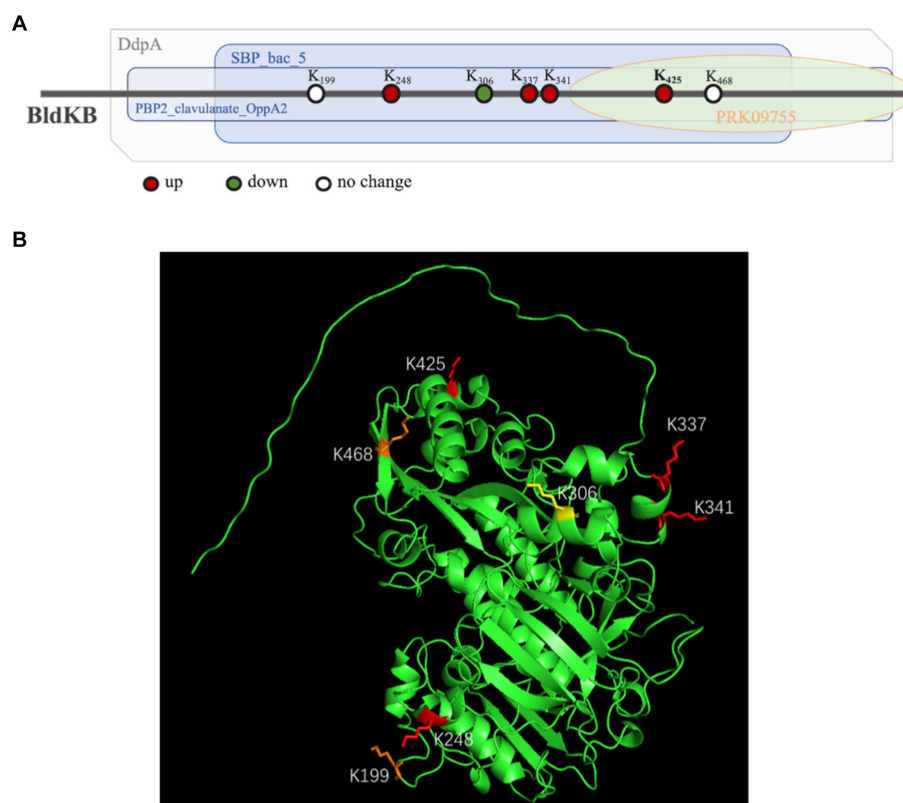 A
DdpA
SBP_bac_5
K199 K248 K306 K337 K341 K425 K468
BldKB
PBP2_clavulanate_OppA2
PRK09755
up down no change
B
K425
K337
K468
K306
K341
K248
K199